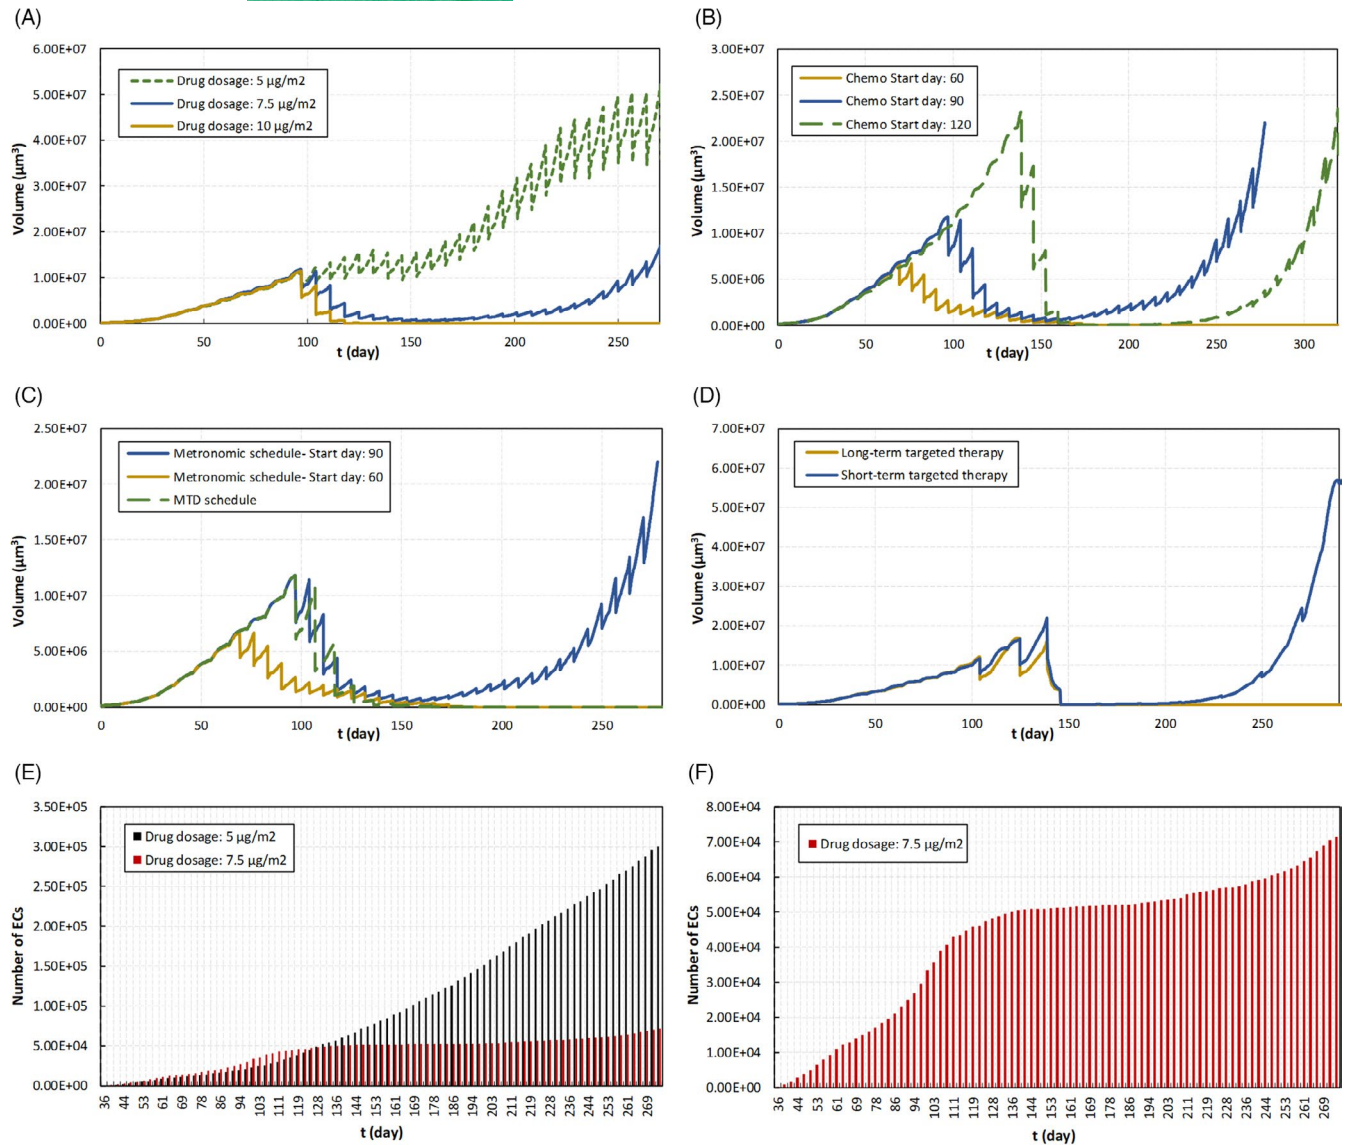 (A)
6.00E+07
5.00E+07
4.00E+07
3.00E+07
2.00E+07
1.00E+07
0.00E+00
Volume (µm³)
Drug dosage: 5 µg/m2
Drug dosage: 7.5 µg/m2
Drug dosage: 10 µg/m2
0 50 100 150 200 250
t (day)
(B)
3.00E+07
2.50E+07
2.00E+07
1.50E+07
1.00E+07
5.00E+06
0.00E+00
Volume (µm³)
Chemo Start day: 60
Chemo Start day: 90
Chemo Start day: 120
0 50 100 150 200 250 300
t (day)
(C)
2.50E+07
2.00E+07
1.50E+07
1.00E+07
5.00E+06
0.00E+00
Volume (µm³)
Metronomic schedule- Start day: 90
Metronomic schedule- Start day: 60
MTD schedule
0 50 100 150 200 250
t (day)
(D)
7.00E+07
6.00E+07
5.00E+07
4.00E+07
3.00E+07
2.00E+07
1.00E+07
0.00E+00
Volume (µm³)
Long-term targeted therapy
Short-term targeted therapy
0 50 100 150 200 250
t (day)
(E)
3.50E+05
3.00E+05
2.50E+05
2.00E+05
1.50E+05
1.00E+05
5.00E+04
0.00E+00
Number of ECs
Drug dosage: 5 µg/m2
Drug dosage: 7.5 µg/m2
36 44 53 61 69 78 86 94 103 111 119 128 136 144 153 161 169 178 186 194 203 211 219 228 236 244 253 261 269
t (day)
(F)
8.00E+04
7.00E+04
6.00E+04
5.00E+04
4.00E+04
3.00E+04
2.00E+04
1.00E+04
0.00E+00
Number of ECs
Drug dosage: 7.5 µg/m2
36 44 53 61 69 78 86 94 103 111 119 128 136 144 153 161 169 178 186 194 203 211 219 228 236 244 253 261 269
t (day)